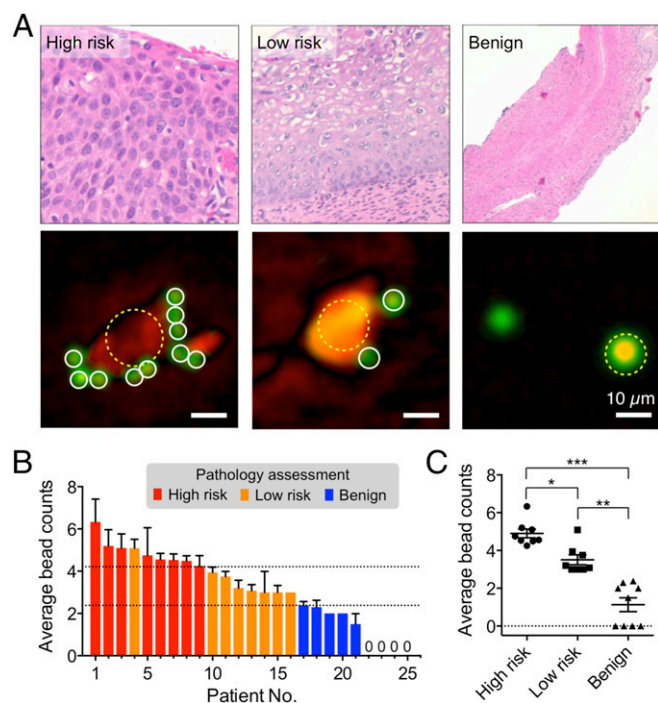 A
High risk
Low risk
Benign
10 μm
B
Pathology assessment
High risk Low risk Benign
Average bead counts
8
6
4
2
0
0 0 0 0
1 5 10 15 20 25
Patient No.
C
Average bead counts
8
6
4
2
0
***
*
**
High risk
Low risk
Benign